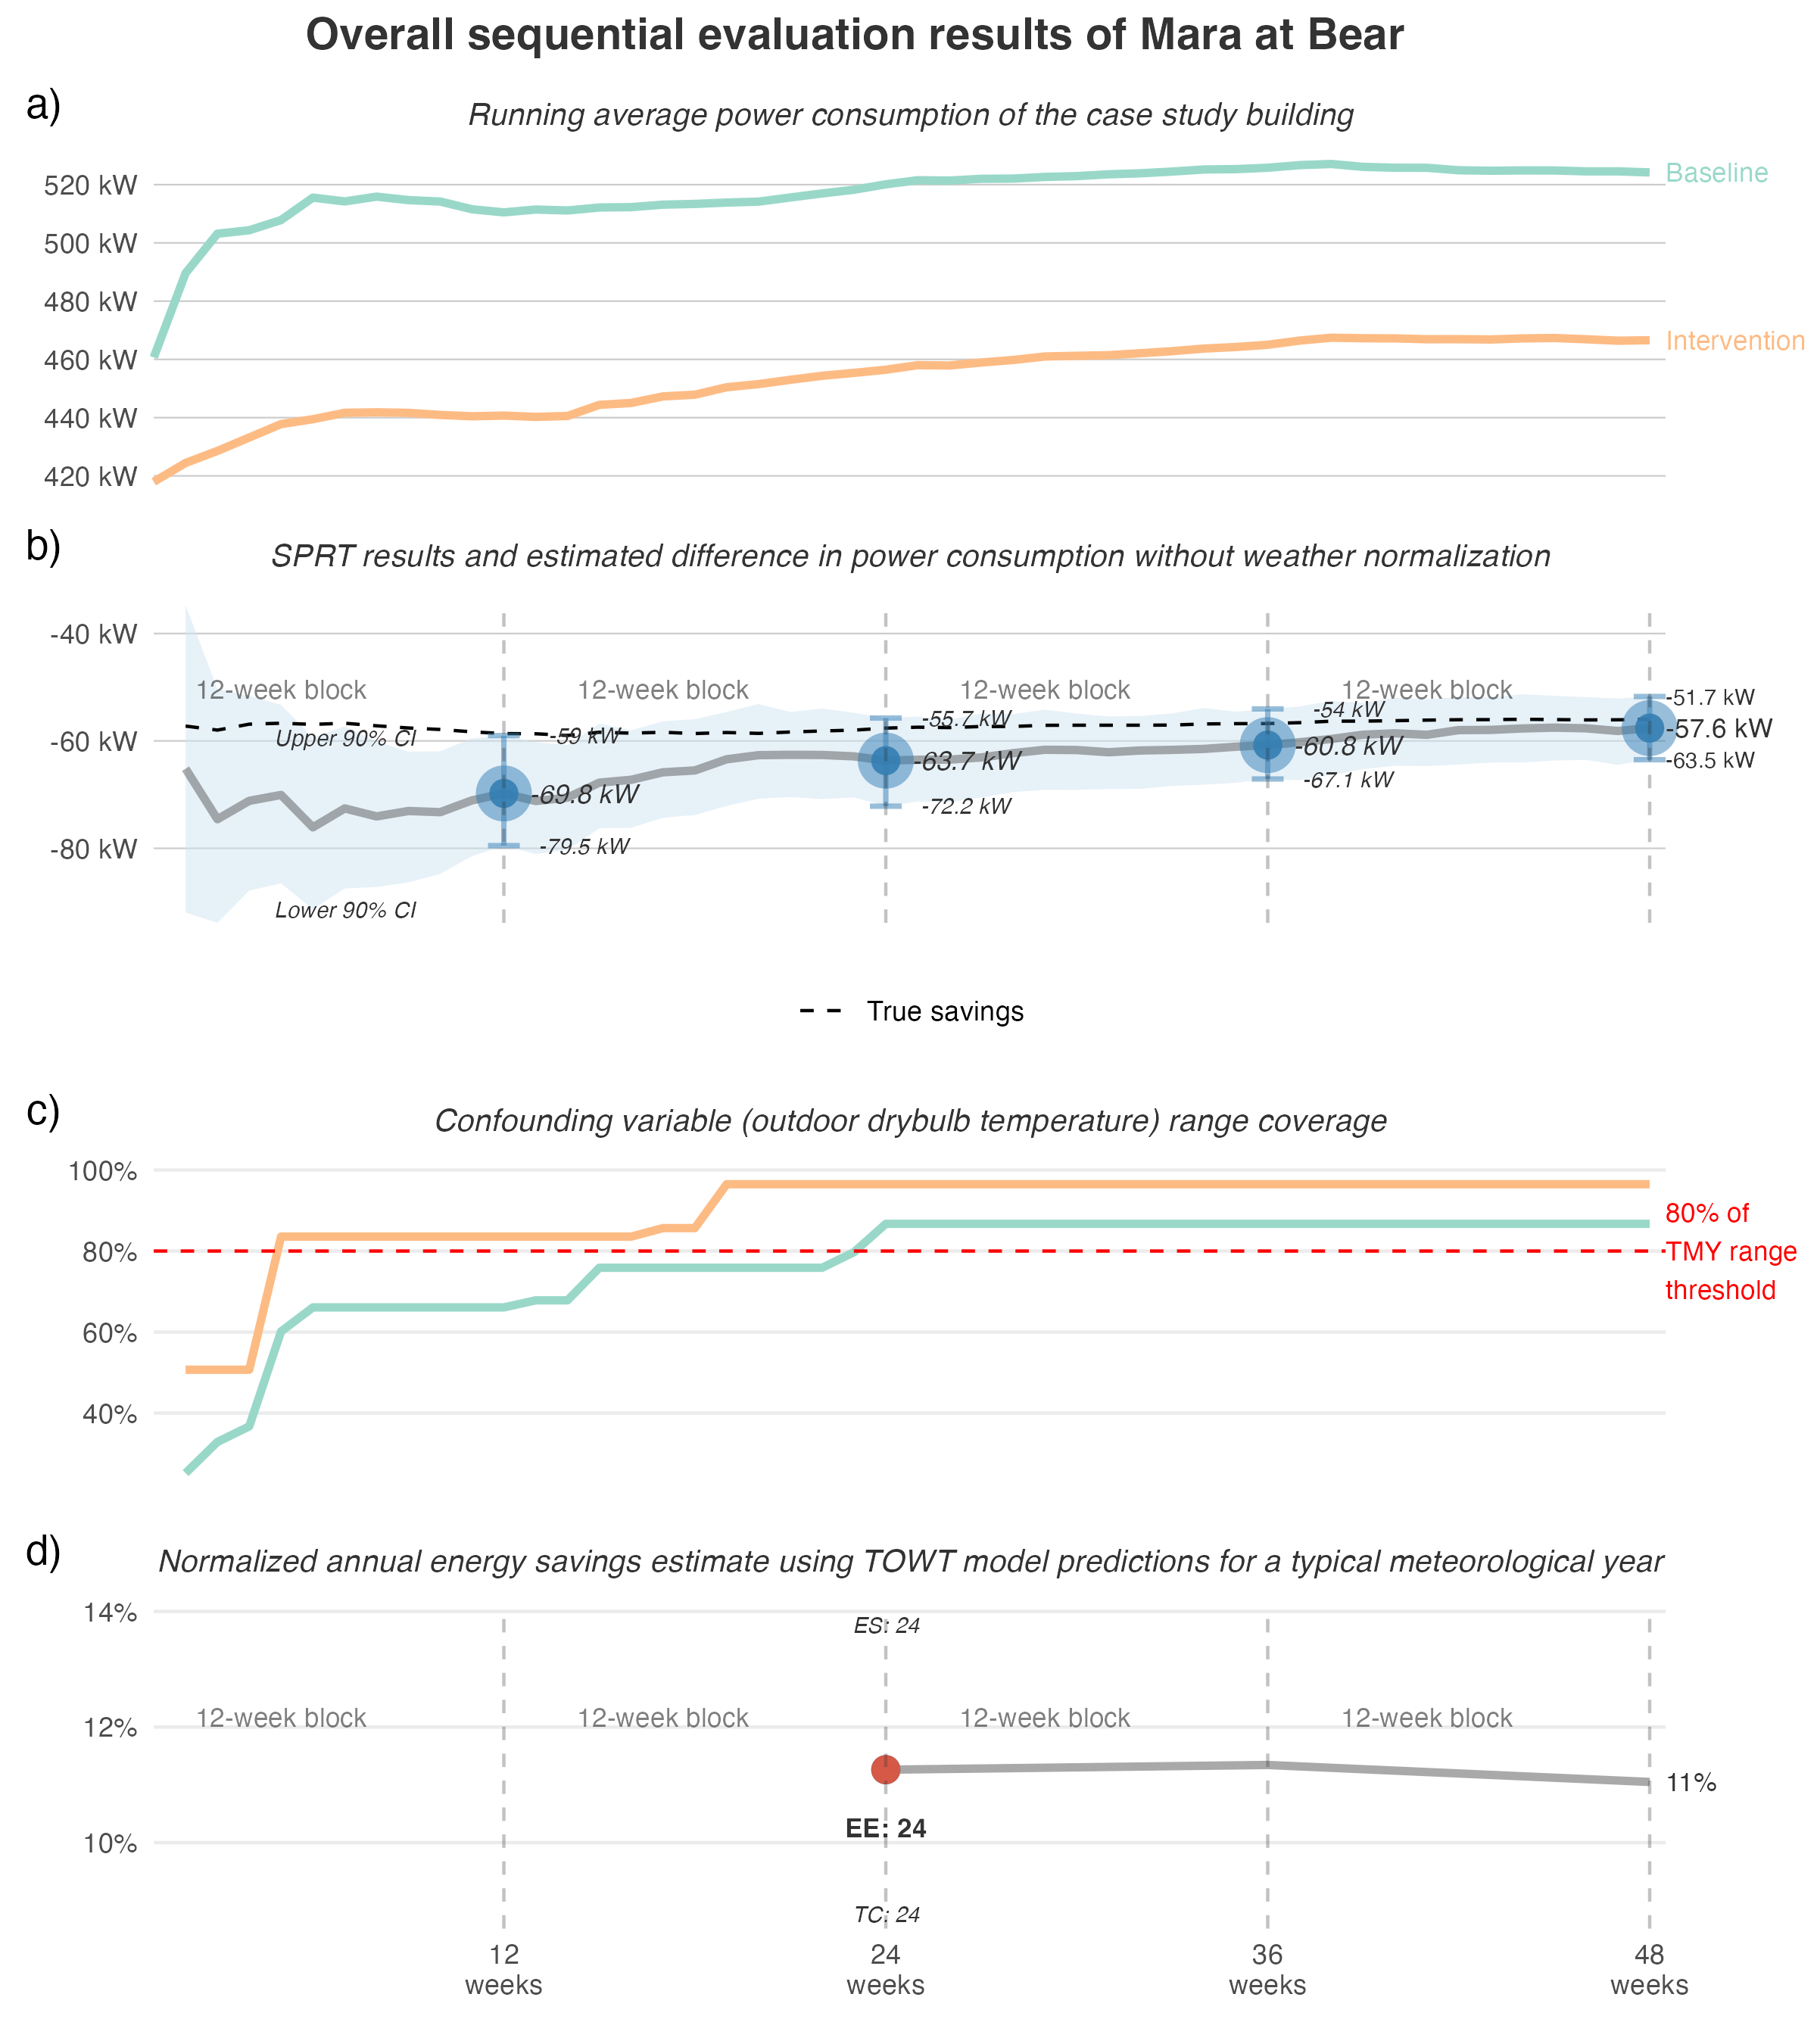 Overall sequential evaluation results of Mara at Bear
a)
Running average power consumption of the case study building
520 kW
Baseline
500 kW
480 kW
460 kW
Intervention
440 kW
420 kW
b)
SPRT results and estimated difference in power consumption without weather normalization
-40 kW
12-week block
12-week block
12-week block
12-week block
-51.7 kW
-54 kW
-55.7 kW
-57.6 kW
Upper 90% CI
-59 kW
-60 kW
-60.8 kW
-63.7 kW
-63.5 kW
-67.1 kW
-69.8 kW
-72.2 kW
-79.5 kW
-80 kW
Lower 90% CI
True savings
c)
Confounding variable (outdoor drybulb temperature) range coverage
100%
80%
60%
40%
80% of
TMY range
threshold
d)
Normalized annual energy savings estimate using TOWT model predictions for a typical meteorological year
14%
ES: 24
12-week block
12-week block
12-week block
12-week block
12%
11%
EE: 24
10%
TC: 24
12
weeks
24
weeks
36
weeks
48
weeks